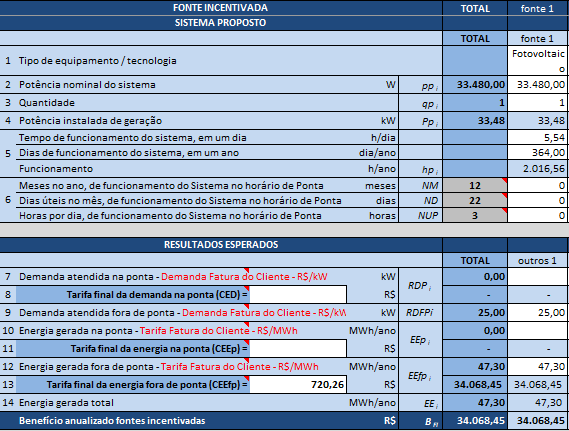 FONTE INCENTIVADA TOTAL fonte 1
SISTEMA PROPOSTO
TOTAL fonte 1
1 Tipo de equipamento / tecnologia Fotovoltaic
o
2 Potência nominal do sistema W pp i 33.480,00 33.480,00
3 Quantidade qp i 1 1
4 Potência instalada de geração kW Pp i 33,48 33,48
Tempo de funcionamento do sistema, em um dia h/dia 5,54
5 Dias de funcionamento do sistema, em um ano dia/ano 364,00
Funcionamento h/ano hp i 2.016,56
Meses no ano, de funcionamento do Sistema no horário de Ponta meses NM 12 0
6 Dias úteis no mês, de funcionamento do Sistema no horário de Ponta dias ND 22 0
Horas por dia, de funcionamento do Sistema no horário de Ponta horas NUP 3 0
RESULTADOS ESPERADOS
TOTAL outros 1
7 Demanda atendida na ponta - Demanda Fatura do Cliente - R$/kW kW RDP i 0,00
8 Tarifa final da demanda na ponta (CED) = R$ - -
9 Demanda atendida fora de ponta - Demanda Fatura do Cliente - R$/kW kW RDFPi 25,00 25,00
10 Energia gerada na ponta - Tarifa Fatura do Cliente - R$/MWh MWh/ano EEp i 0,00
11 Tarifa final da energia na ponta (CEEp) = R$ - -
12 Energia gerada fora de ponta - Tarifa Fatura do Cliente - R$/MWh MWh/ano EEfp i 47,30 47,30
13 Tarifa final da energia fora de ponta (CEEfp) = 720,26 R$ 34.068,45 34.068,45
14 Energia gerada total MWh/ano EE i 47,30 47,30
Benefício anualizado fontes incentivadas R$ B 34.068,45 34.068,45